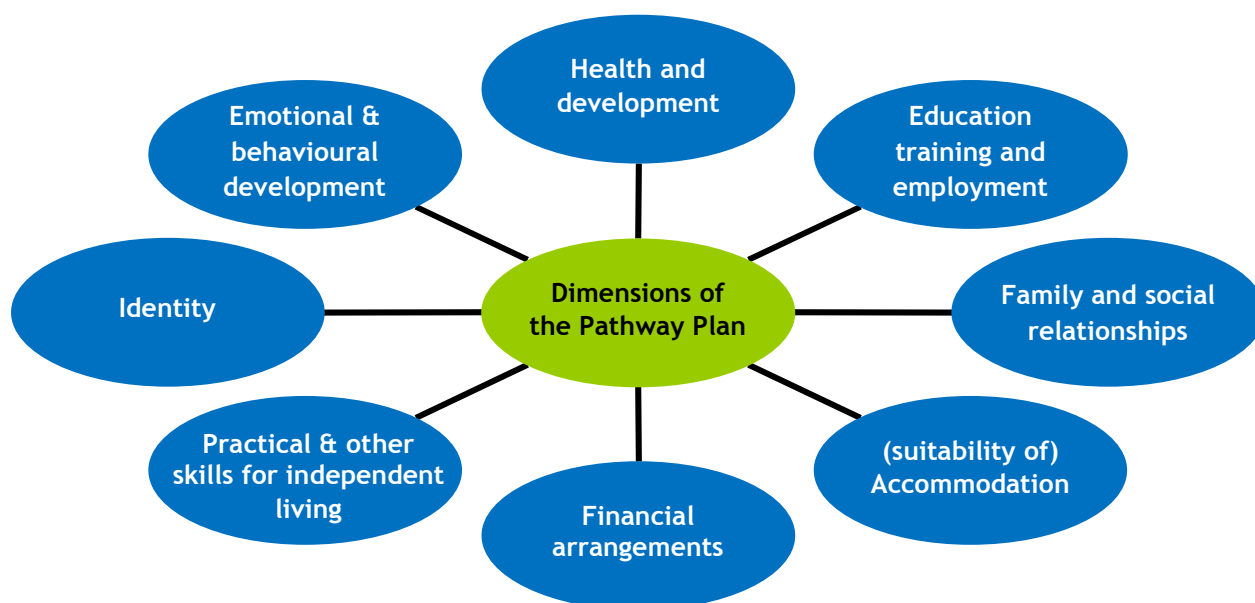 Health and
development
Emotional &
behavioural
development
Education
training and
employment
Identity
Dimensions of
the Pathway Plan
Family and social
relationships
Practical & other
skills for independent
living
(suitability of)
Accommodation
Financial
arrangements